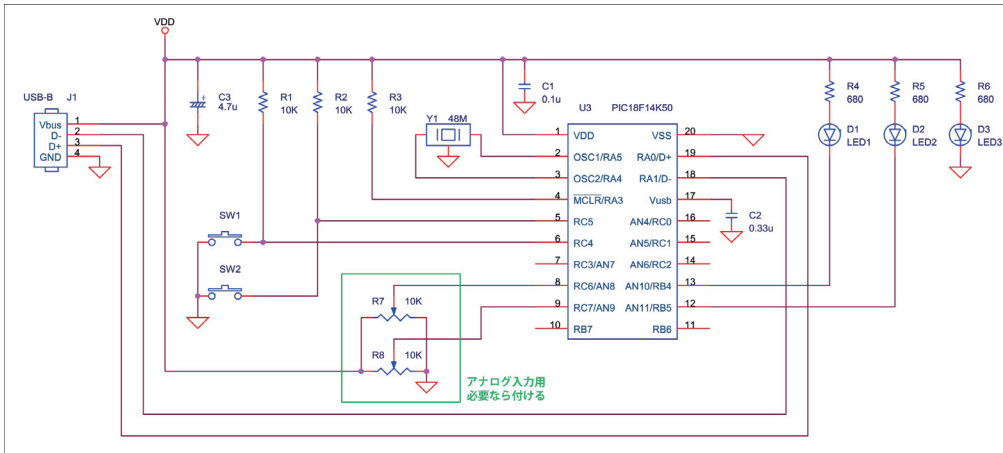 VDD
USB-B J1
Vbus 1
D- 2
D+ 3
GND 4
C3
4.7u
R1
10K
R2
10K
R3
10K
C1
0.1u
Y1 48M
U3 PIC18F14K50
1 VDD
2 OSC1/RA5
3 OSC2/RA4
4 MCLR/RA3
5 RC5
6 RC4
7 RC3/AN7
8 RC6/AN8
9 RC7/AN9
10 RB7
VSS 20
RA0/D+ 19
RA1/D- 18
Vusb 17
AN4/RC0 16
AN5/RC1 15
AN6/RC2 14
AN10/RB4 13
AN11/RB5 12
RB6 11
C2
0.33u
R4
680
R5
680
R6
680
D1
LED1
D2
LED2
D3
LED3
SW1
SW2
R7 10K
R8 10K
アナログ入力用
必要なら付ける